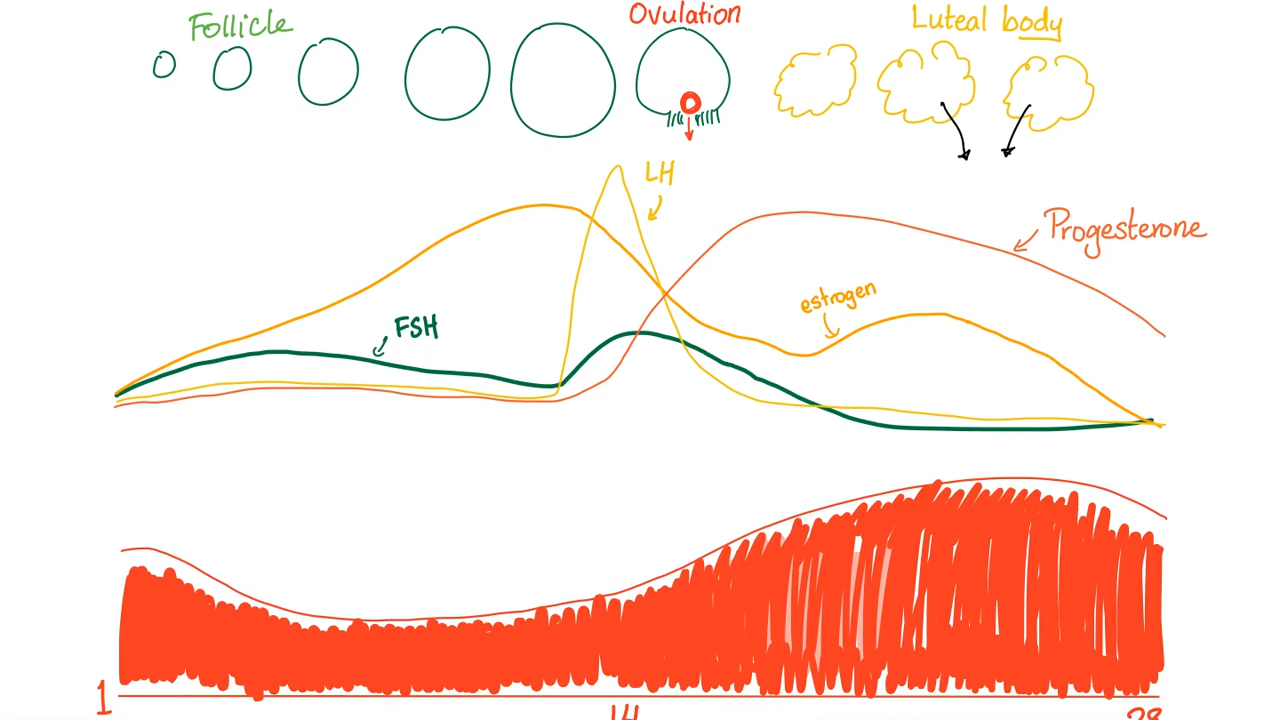 Follicle
Ovulation
Luteal body
LH
Progesterone
estrogen
FSH
1
14
28